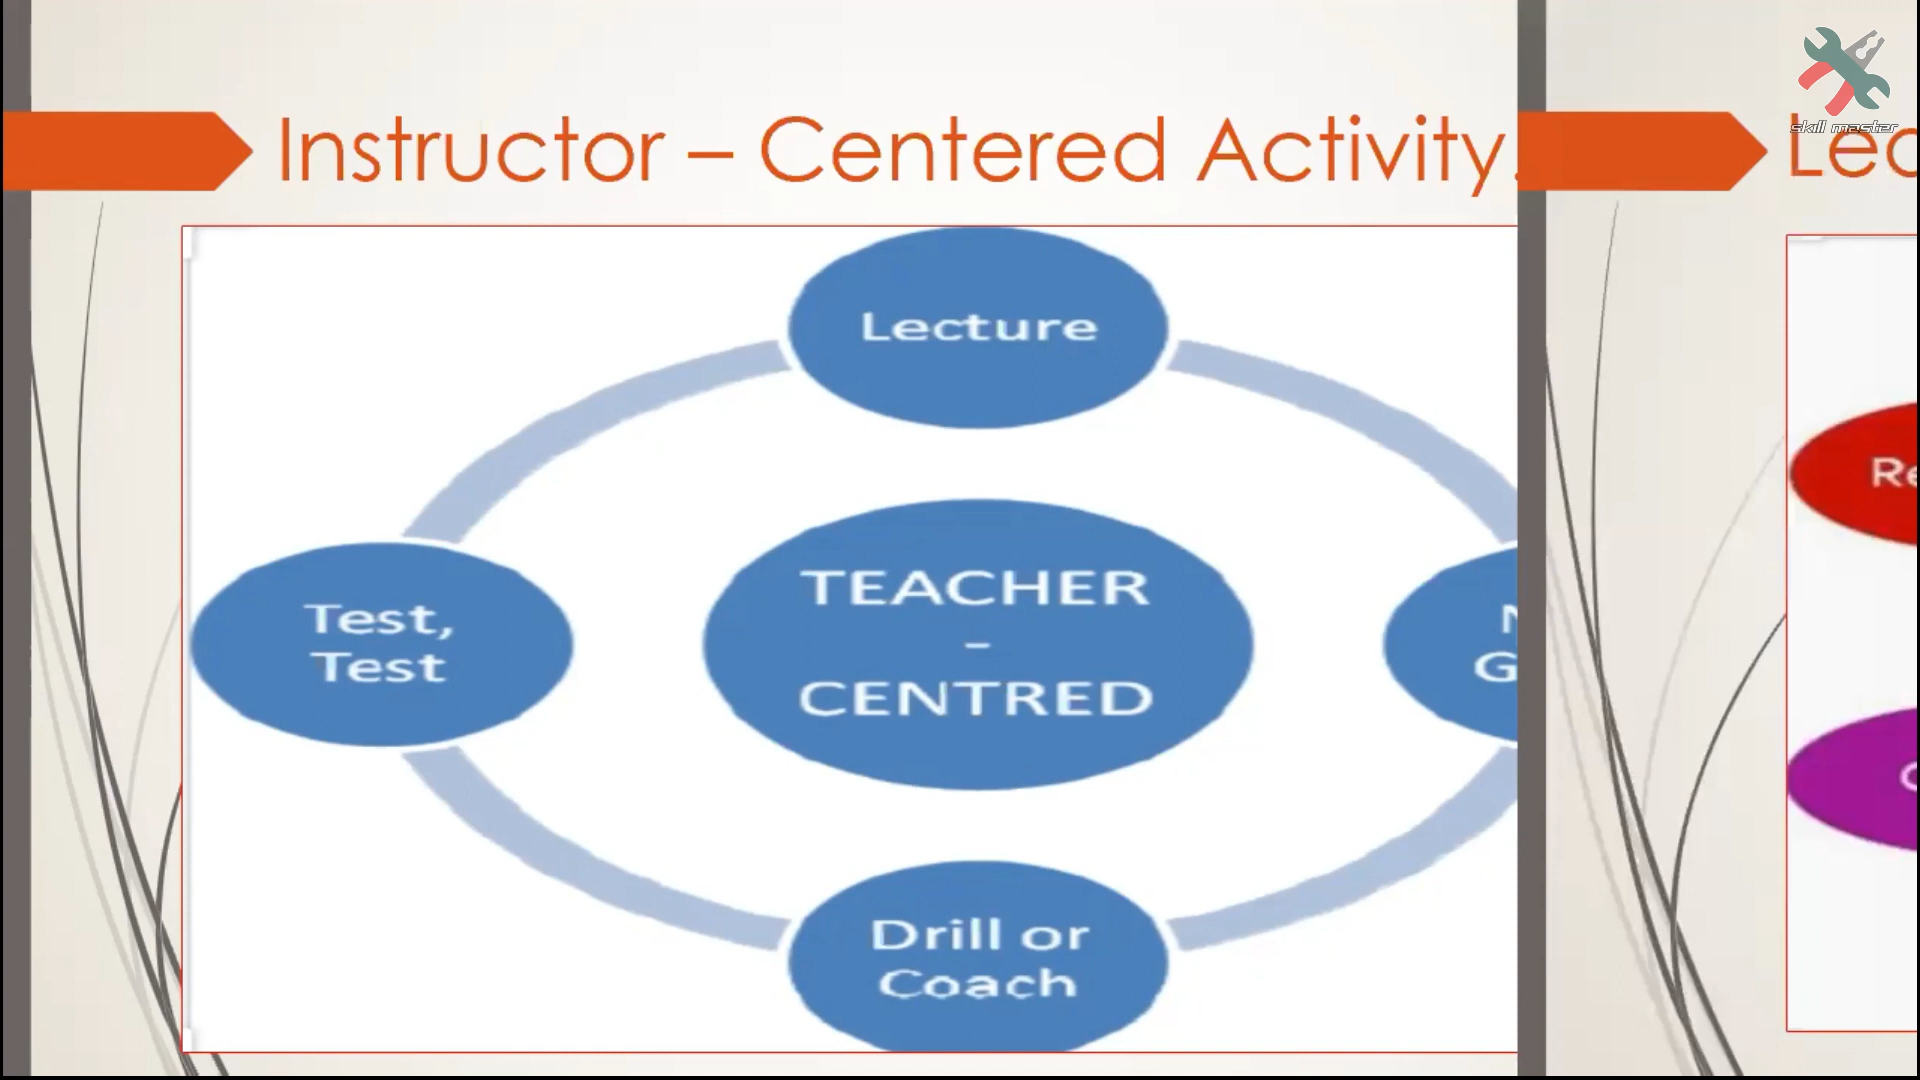 Instructor – Centered Activity.
skill master
Lecture
Test,
Test
TEACHER
-
CENTRED
Drill or
Coach